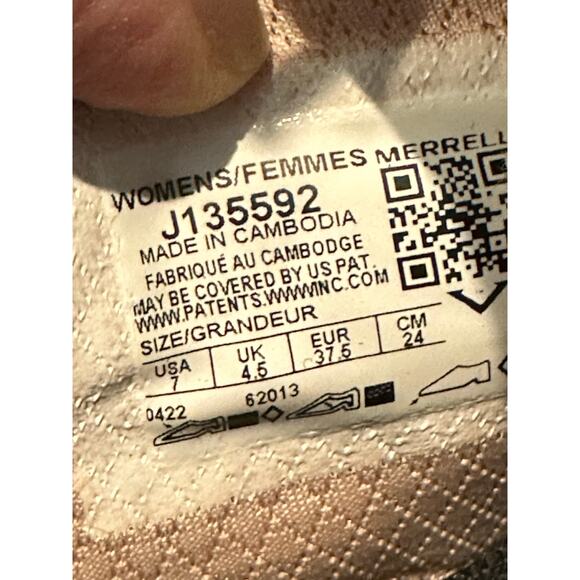 WOMENS/FEMMES MERRELL
J135592
MADE IN CAMBODIA
FABRIQUÉ AU CAMBODGE
MAY BE COVERED BY US PAT.
WWW.PATENTS.WWWINC.COM
SIZE/GRANDEUR
USA UK EUR CM
7 4.5 37.5 24
0422 62013